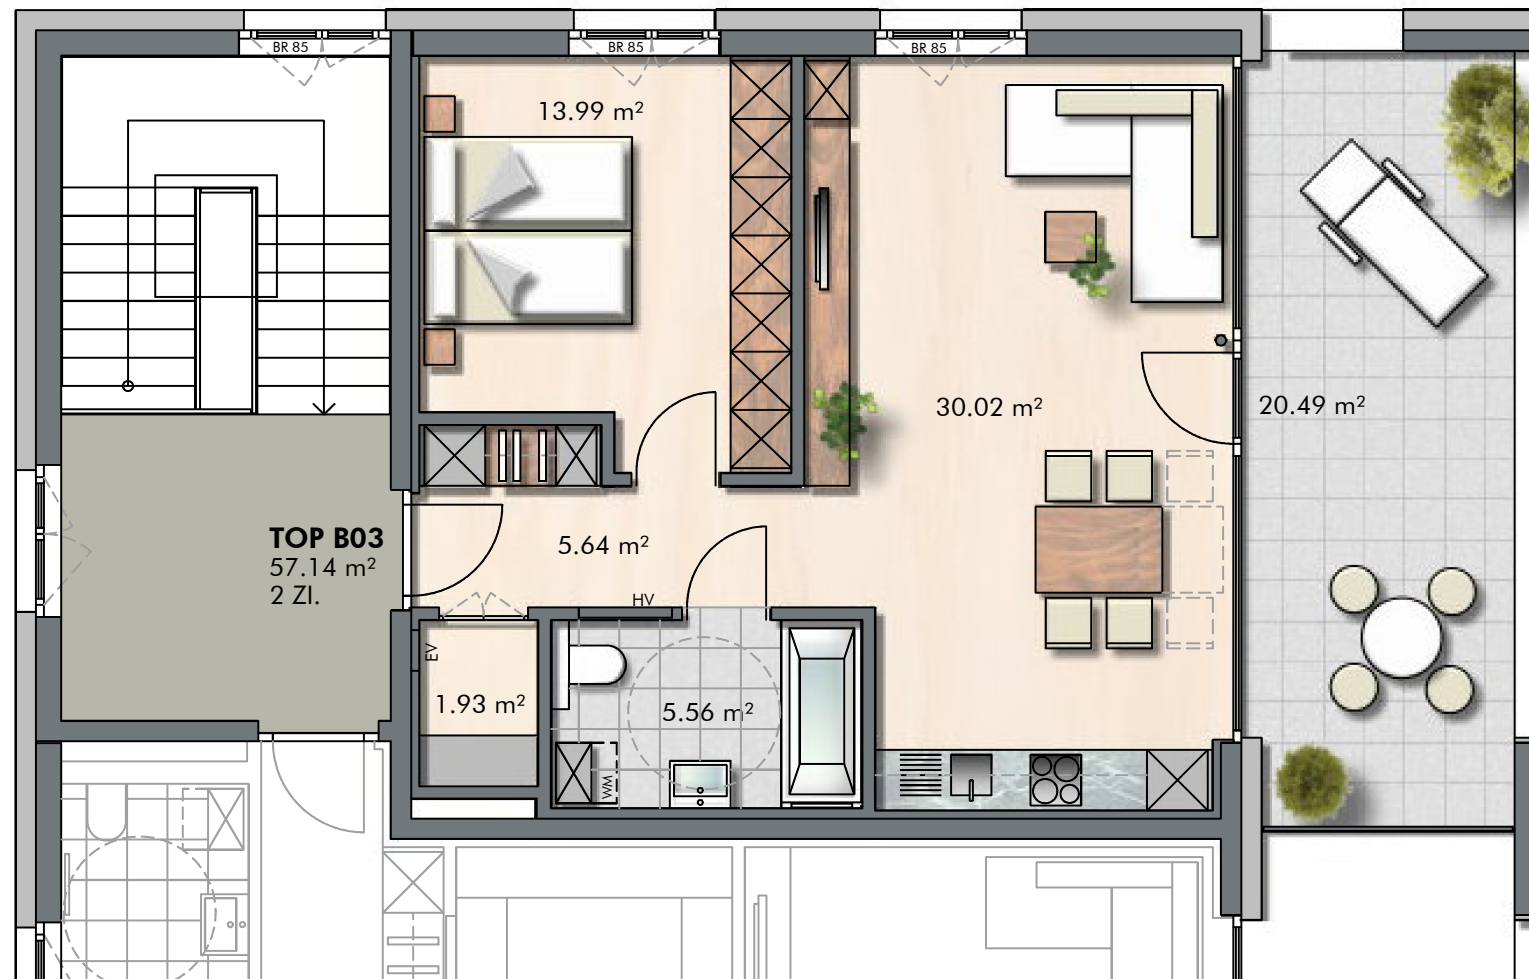 BR 85
BR 85
BR 85
13.99 m²
30.02 m²
20.49 m²
TOP B03
57.14 m²
2 ZI.
5.64 m²
HV
EV
1.93 m²
5.56 m²
WM